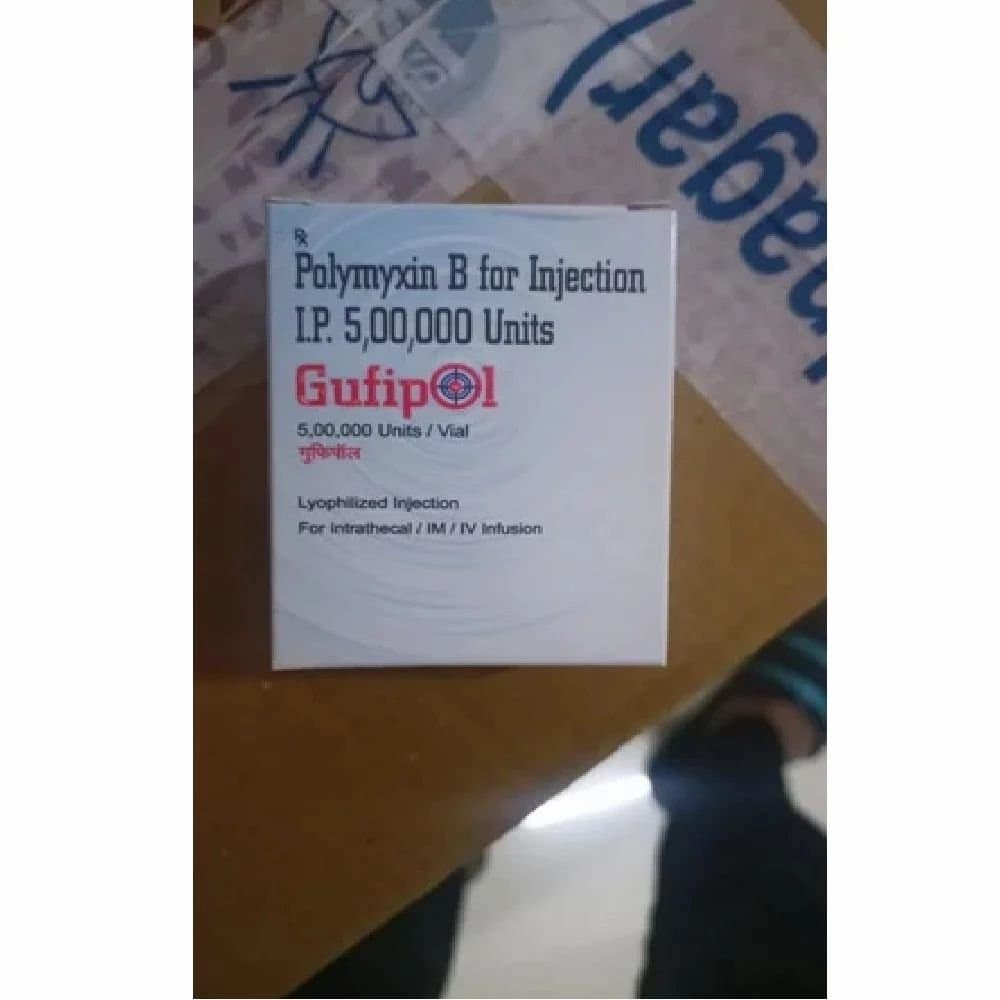 Rx
Polymyxin B for Injection
I.P. 5,00,000 Units
Gufipol
5,00,000 Units / Vial
गुफिपॉल
Lyophilized Injection
For Intrathecal / IM / IV Infusion